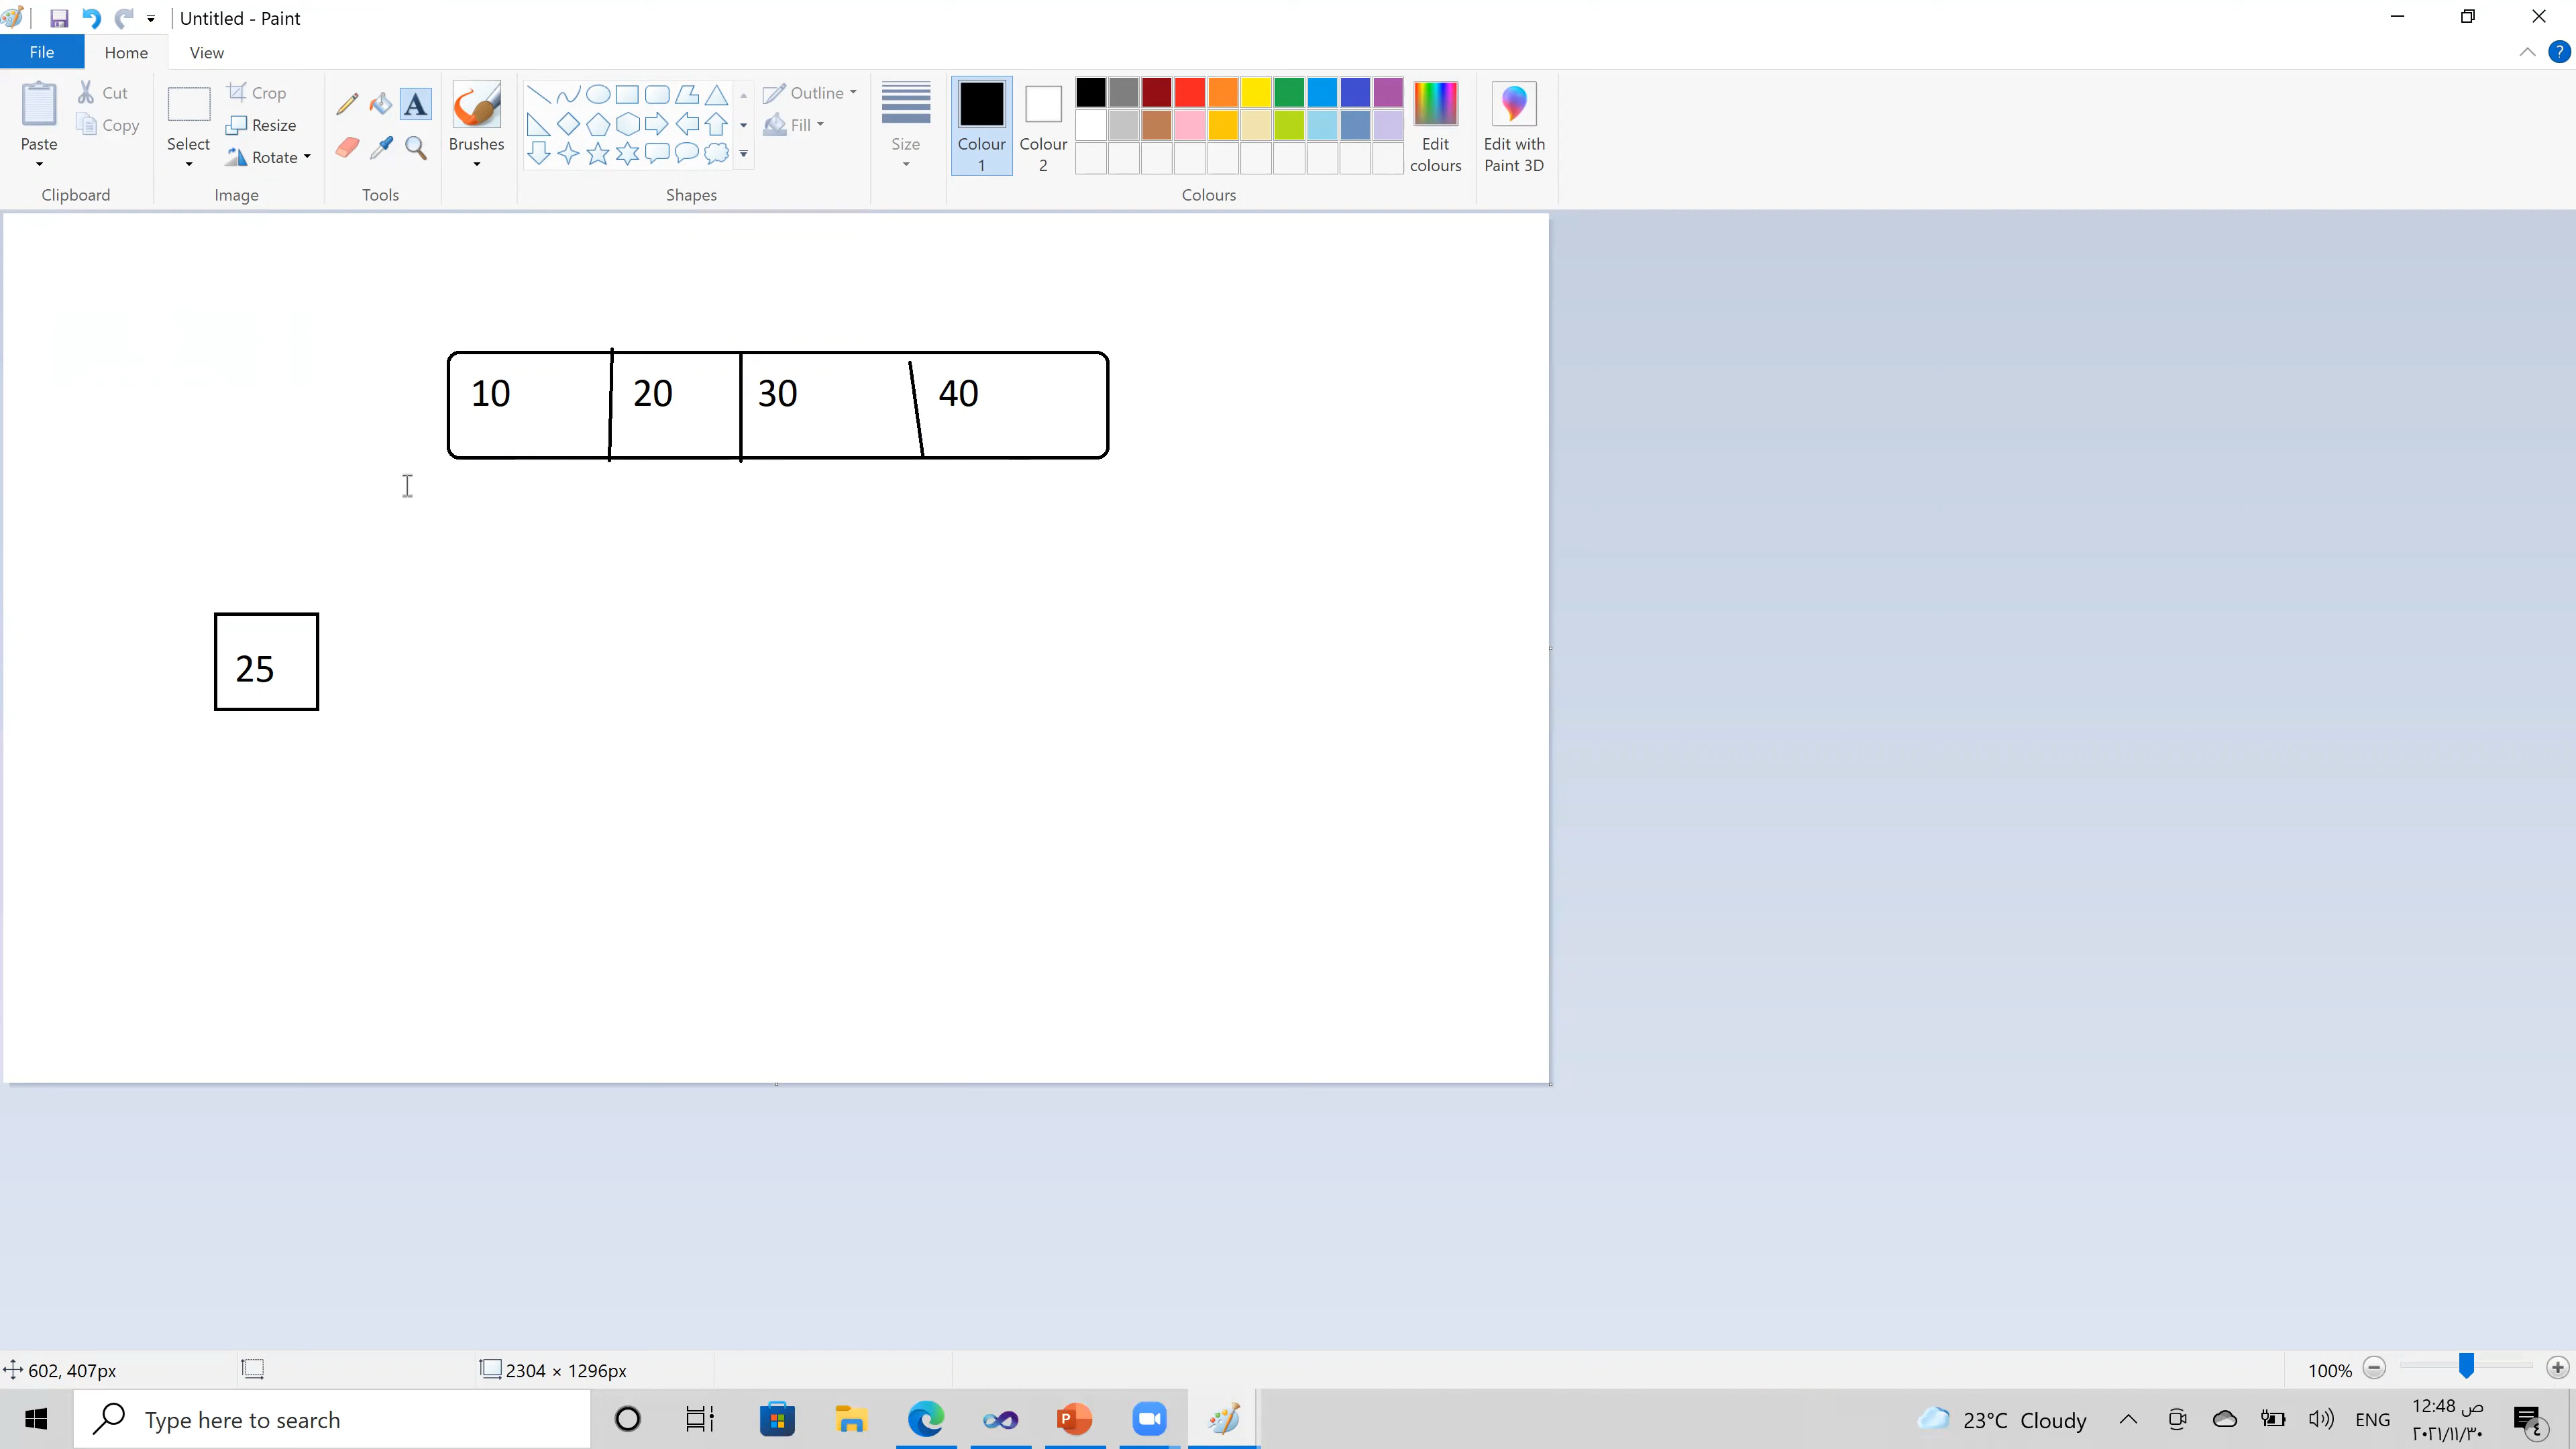 Untitled - Paint
File Home View
Paste
Cut
Copy
Clipboard
Select
Crop
Resize
Rotate
Image
A
Tools
Brushes
Shapes
Outline
Fill
Size
Colour 1
Colour 2
Colours
Edit colours
Edit with Paint 3D
?
10 20 30 40
25
602, 407px
2304 × 1296px
100%
Type here to search
P
23°C Cloudy
ENG
12:48 ص
٢٠٢١/١١/٣٠
٤